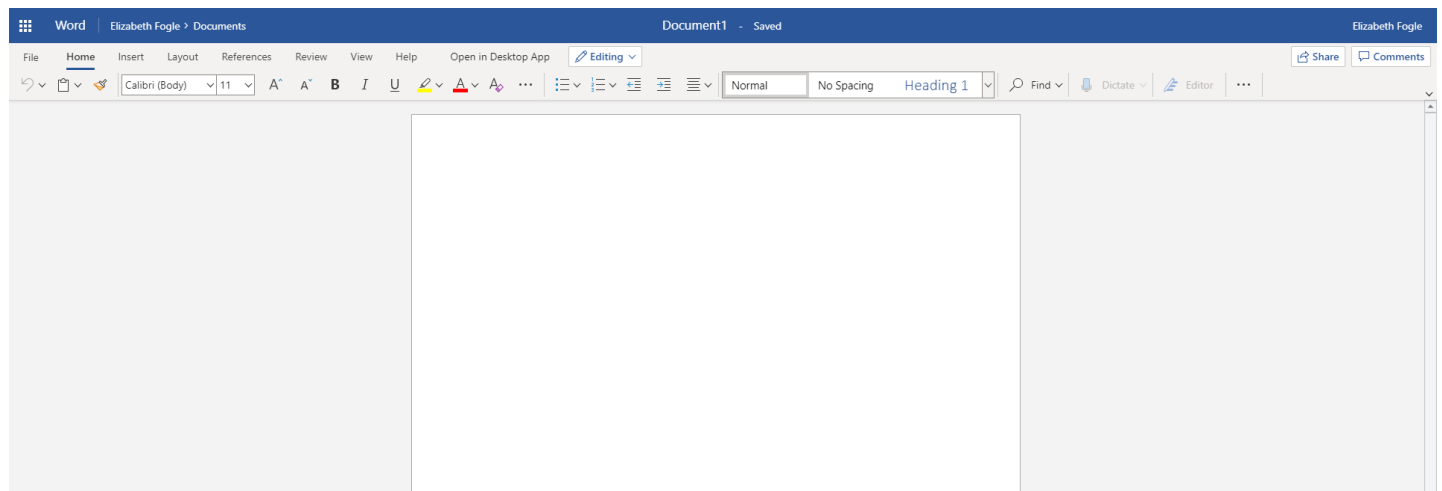 Word Elizabeth Fogle > Documents Document1 - Saved Elizabeth Fogle
File Home Insert Layout References Review View Help Open in Desktop App Editing Share Comments
Calibri (Body) 11 A A B I U A A Normal No Spacing Heading 1 Find Dictate Editor